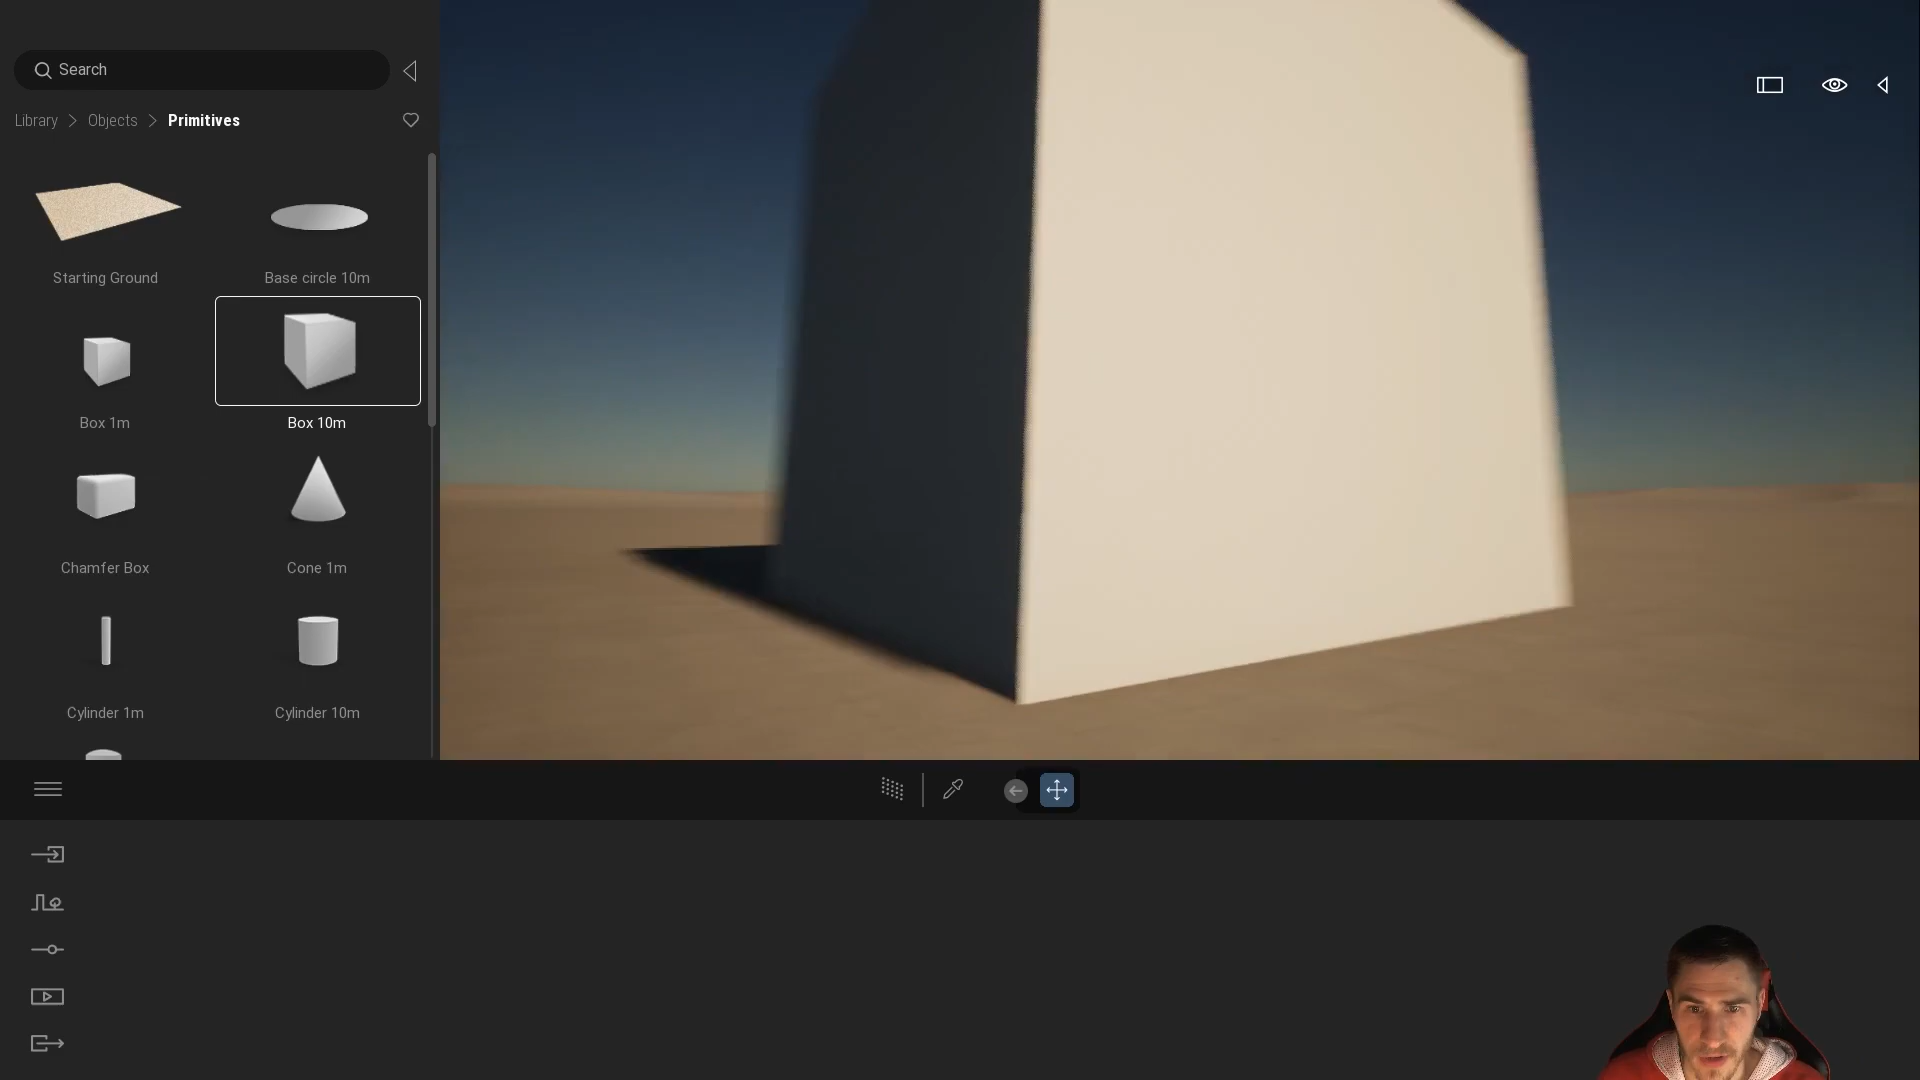 Search
Library
Objects
Primitives
Starting Ground
Base circle 10m
Box 1m
Box 10m
Chamfer Box
Cone 1m
Cylinder 1m
Cylinder 10m